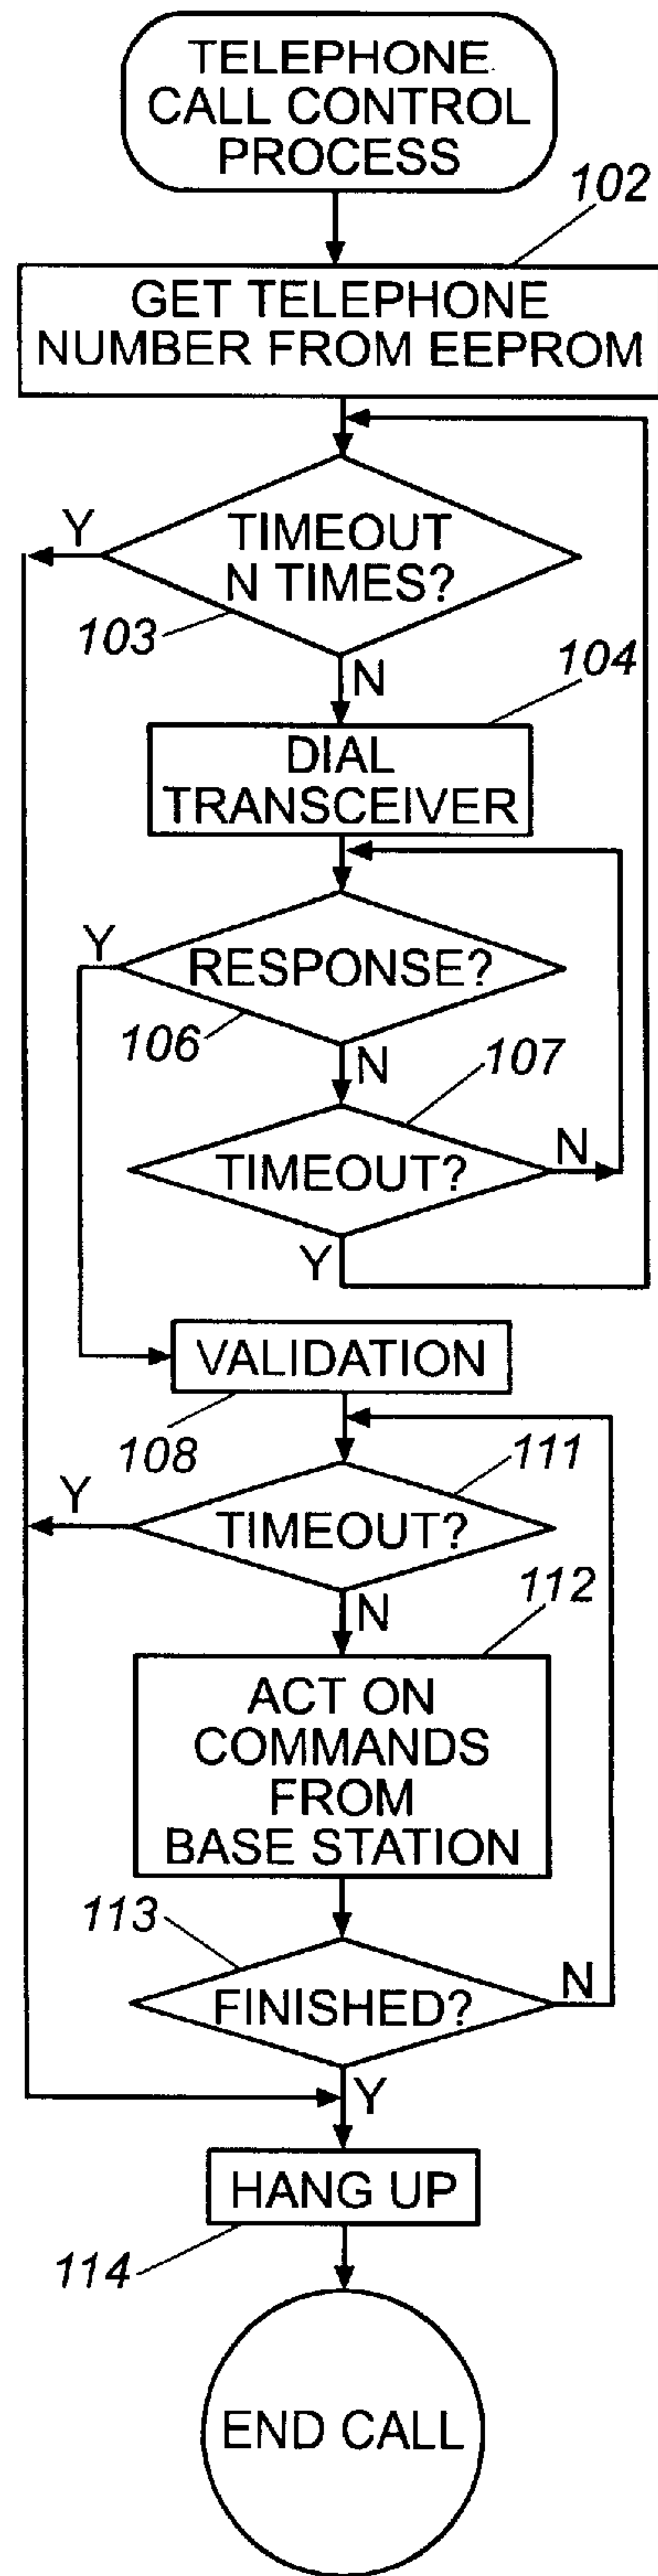 TELEPHONE
CALL CONTROL
PROCESS
102
GET TELEPHONE
NUMBER FROM EEPROM
Y
TIMEOUT
N TIMES?
103
N
104
DIAL
TRANSCEIVER
Y
RESPONSE?
106
N
107
TIMEOUT?
N
Y
VALIDATION
108
111
Y
TIMEOUT?
N
112
ACT ON
COMMANDS
FROM
BASE STATION
113
FINISHED?
N
Y
HANG UP
114
END CALL